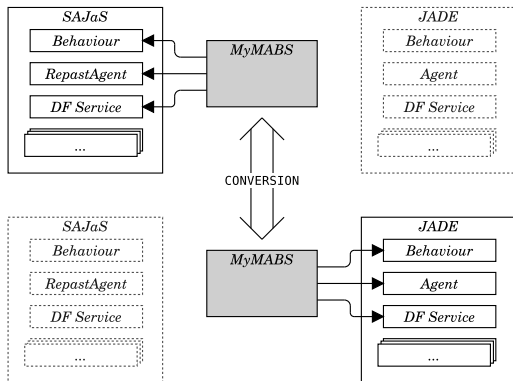 SAJaS
Behaviour
RepastAgent
DF Service
...
MyMABS
JADE
Behaviour
Agent
DF Service
...
CONVERSION
SAJaS
Behaviour
RepastAgent
DF Service
...
MyMABS
JADE
Behaviour
Agent
DF Service
...